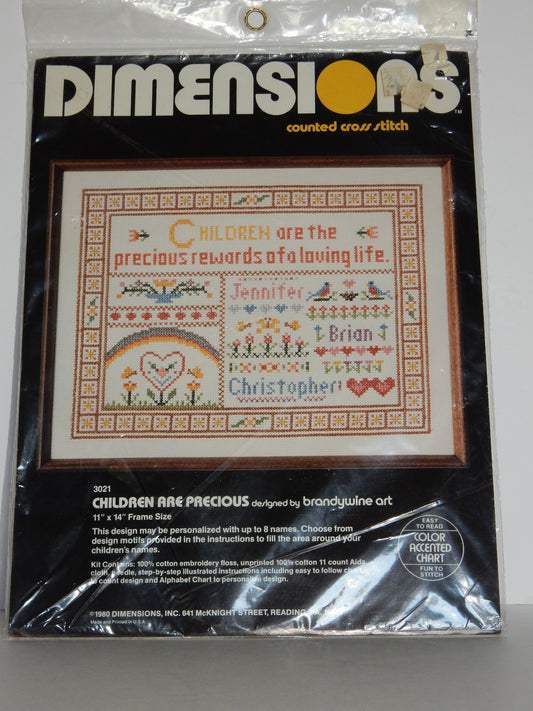 DIMENSIONS
™
counted cross stitch
CHILDREN are the
precious rewards of a loving life.
Jennifer
Brian
Christopher
3021
CHILDREN ARE PRECIOUS designed by brandywine art
11" x 14" Frame Size
This design may be personalized with up to 8 names. Choose from
design motifs provided in the instructions to fill the area around your
children's names.
Kit Contains: 100% cotton embroidery floss, unprinted 100% cotton 11 count Aida
cloth, needle, step-by-step illustrated instructions including easy to follow
to count design and Alphabet Chart to personalize design.
EASY
TO READ
COLOR
ACCENTED
CHART
FUN TO
STITCH
©1980 DIMENSIONS, INC. 641 McKNIGHT STREET, READING, PA.
Made and Printed in U.S.A.